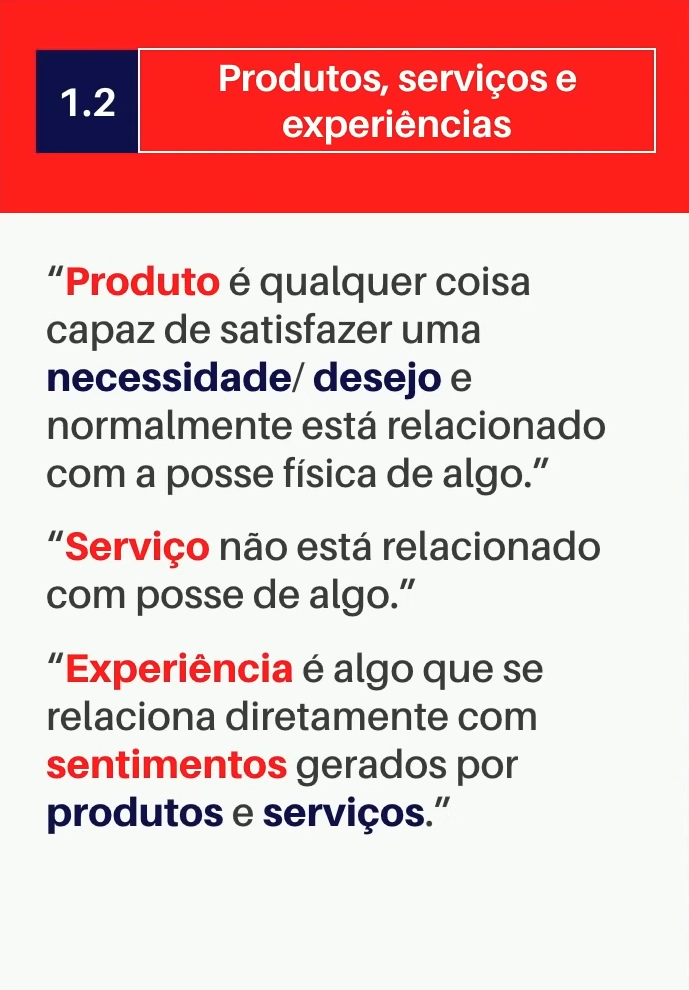 1.2
Produtos, serviços e
experiências
“Produto é qualquer coisa
capaz de satisfazer uma
necessidade/ desejo e
normalmente está relacionado
com a posse física de algo.”
“Serviço não está relacionado
com posse de algo.”
“Experiência é algo que se
relaciona diretamente com
sentimentos gerados por
produtos e serviços.”